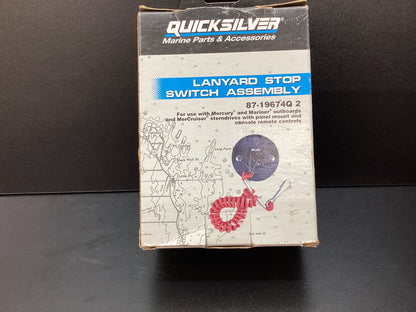 QUICKSILVER®
Marine Parts & Accessories
LANYARD STOP
SWITCH ASSEMBLY
87-19674Q 2
For use with Mercury® and Mariner® outboards
and MerCruiser® sterndrives with panel mount and
console remote controls